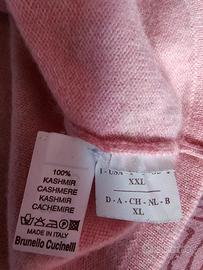 100%
KASHMIR
CASHMERE
KASHMIR
CACHEMIRE
MADE IN ITALY
Brunello Cucinelli
XXL
D - A - CH - NL - B
XL